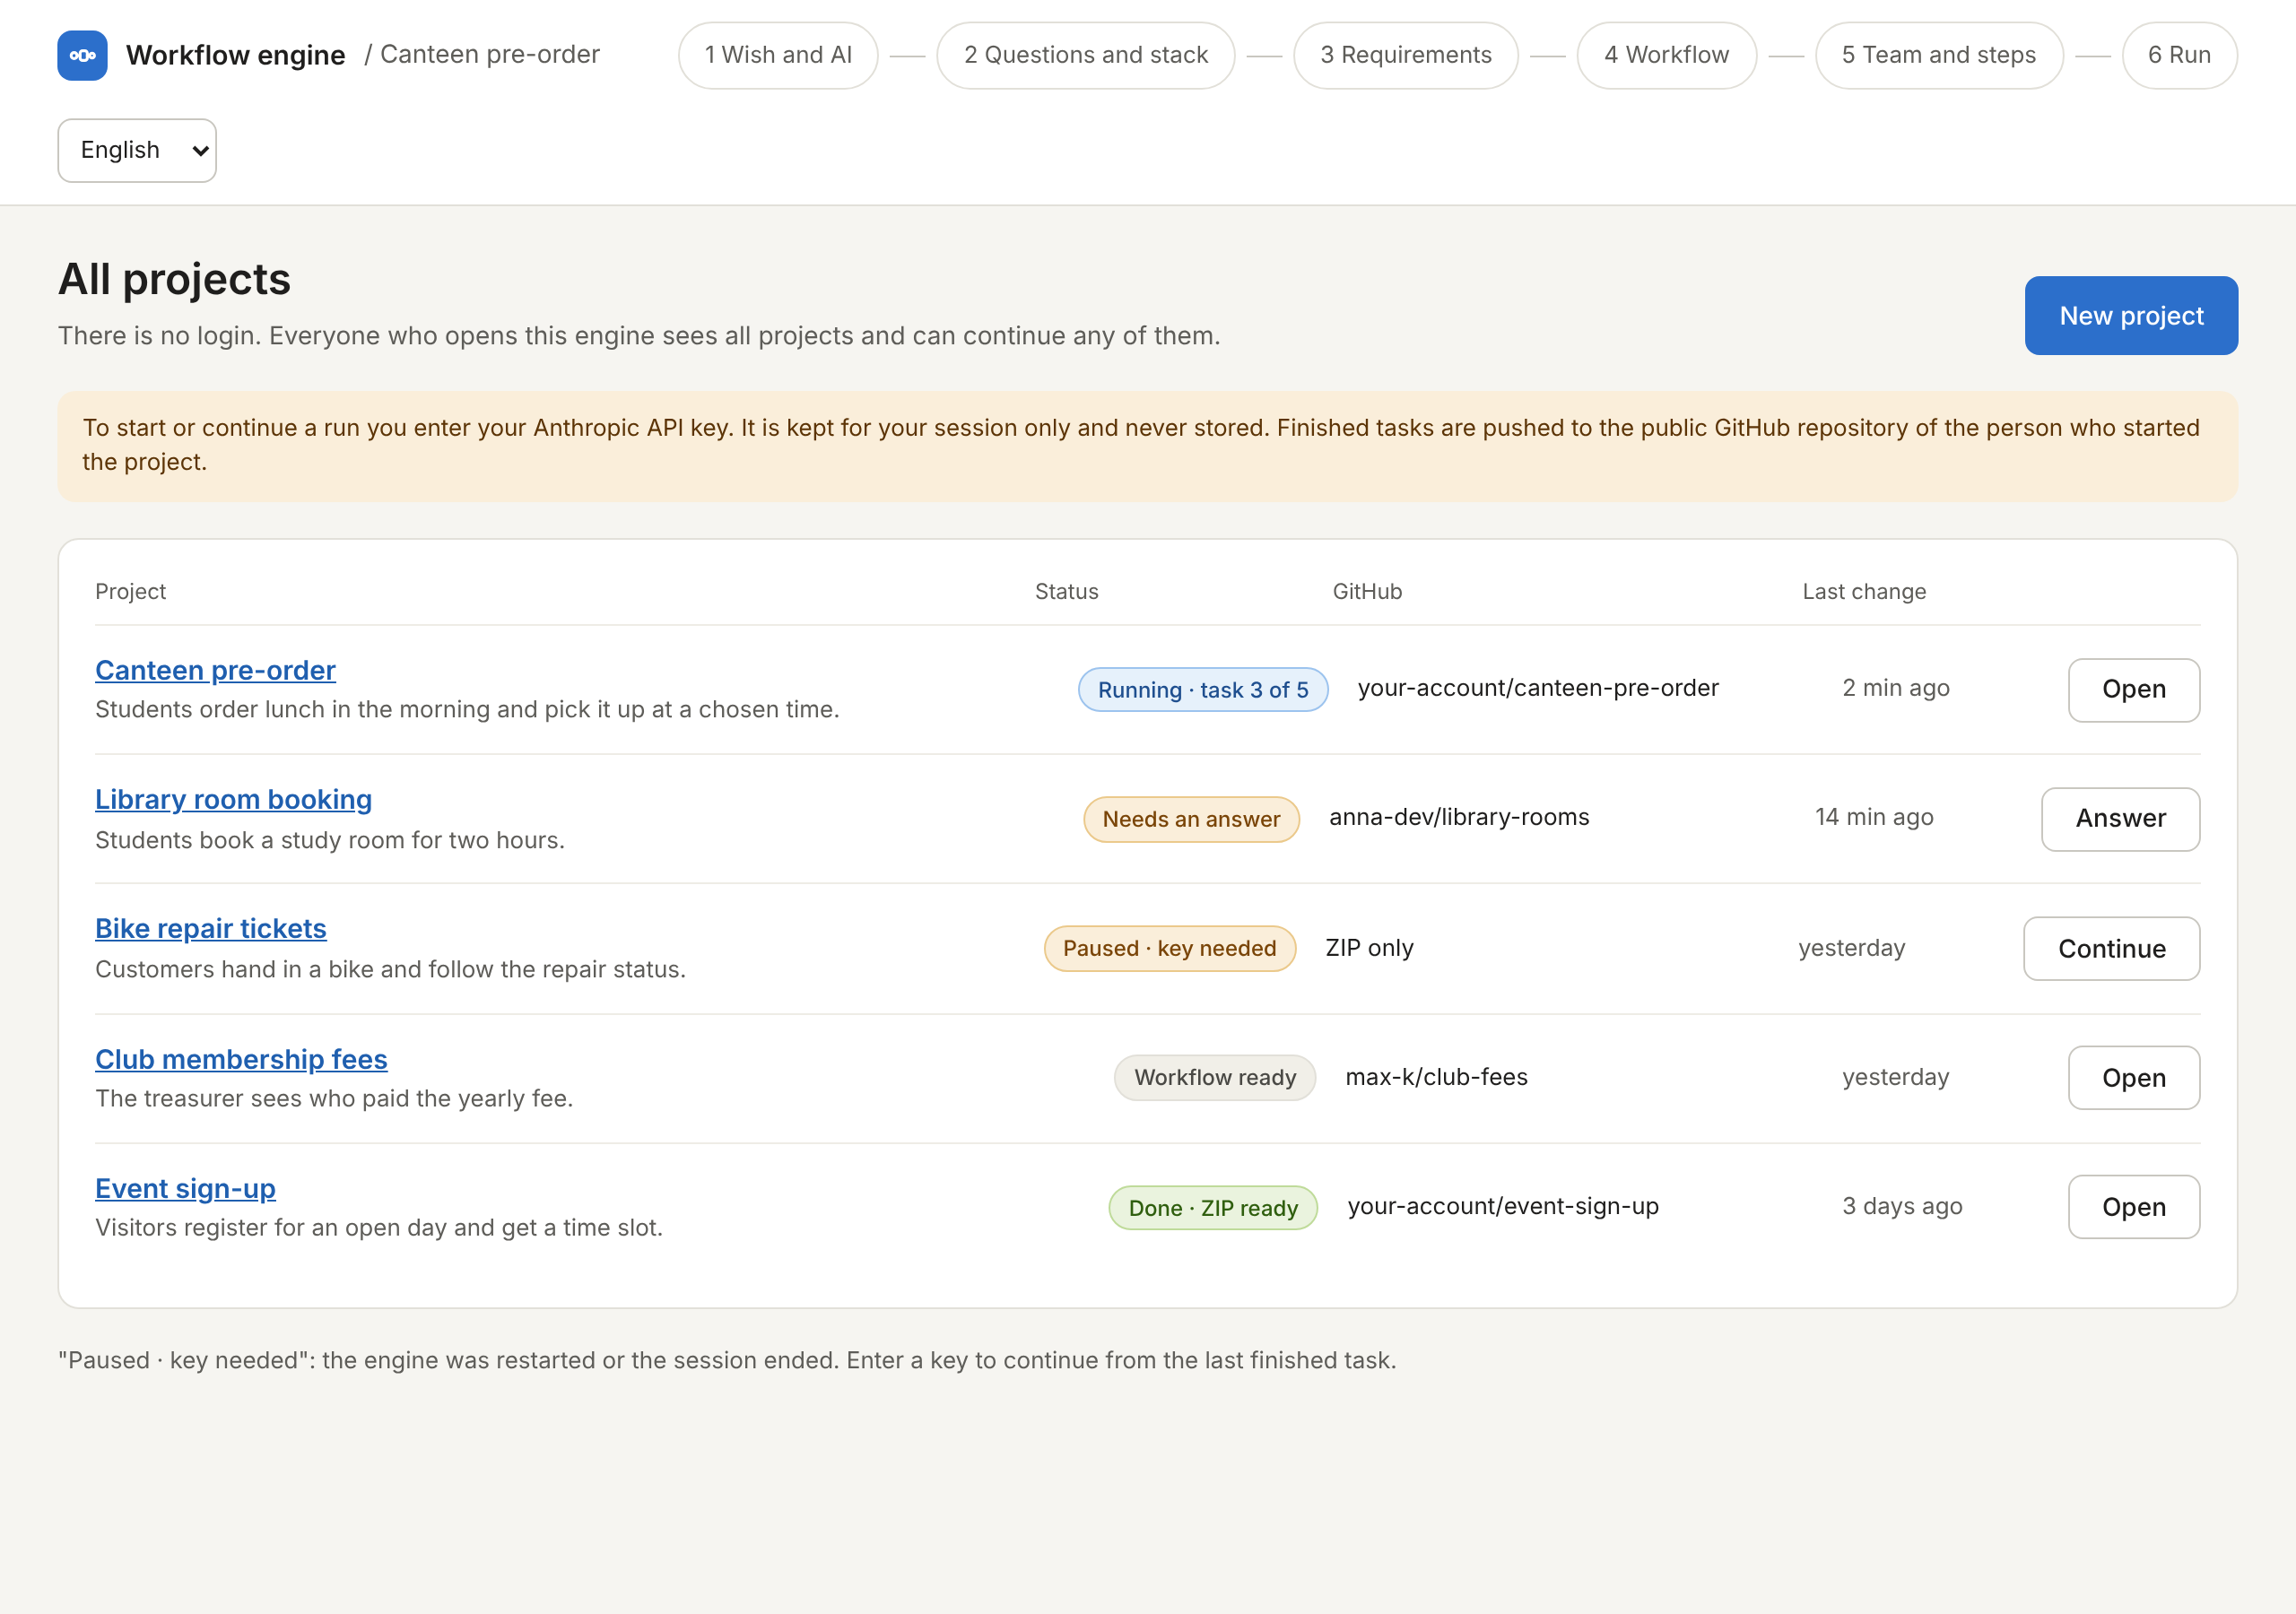 Workflow engine / Canteen pre-order 1 Wish and AI 2 Questions and stack 3 Requirements 4 Workflow 5 Team and steps 6 Run
English
All projects
There is no login. Everyone who opens this engine sees all projects and can continue any of them.
New project
To start or continue a run you enter your Anthropic API key. It is kept for your session only and never stored. Finished tasks are pushed to the public GitHub repository of the person who started
the project.
Project Status GitHub Last change
Canteen pre-order
Students order lunch in the morning and pick it up at a chosen time.
Running · task 3 of 5 your-account/canteen-pre-order 2 min ago Open
Library room booking
Students book a study room for two hours.
Needs an answer anna-dev/library-rooms 14 min ago Answer
Bike repair tickets
Customers hand in a bike and follow the repair status.
Paused · key needed ZIP only yesterday Continue
Club membership fees
The treasurer sees who paid the yearly fee.
Workflow ready max-k/club-fees yesterday Open
Event sign-up
Visitors register for an open day and get a time slot.
Done · ZIP ready your-account/event-sign-up 3 days ago Open
"Paused · key needed": the engine was restarted or the session ended. Enter a key to continue from the last finished task.